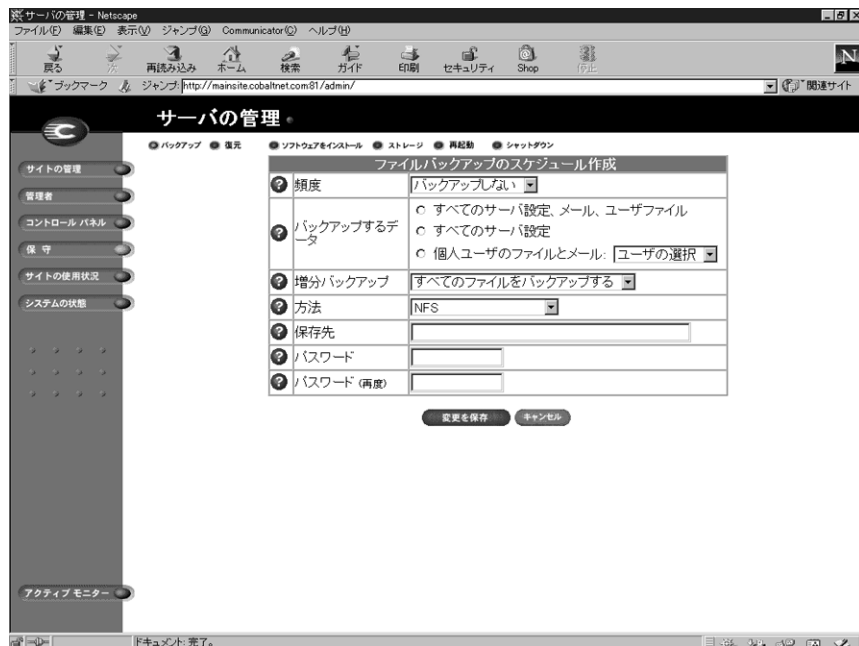 サーバの管理 - Netscape
ファイル(F) 編集(E) 表示(V) ジャンプ(G) Communicator(C) ヘルプ(H)
戻る 次 再読み込み ホーム 検索 ガイド 印刷 セキュリティ Shop 停止
N
ブックマーク ジャンプ: http://mainsite.cobaltnet.com:81/admin/ 関連サイト
サーバの管理
バックアップ 復元 ソフトウェアをインストール ストレージ 再起動 シャットダウン
サイトの管理
管理者
コントロール パネル
保 守
サイトの使用状況
システムの状態
アクティブ モニター
ファイルバックアップのスケジュール作成
頻度 バックアップしない
バックアップするデ
ータ
すべてのサーバ設定、メール、ユーザファイル
すべてのサーバ設定
個人ユーザのファイルとメール: ユーザの選択
増分バックアップ すべてのファイルをバックアップする
方法 NFS
保存先
パスワード
パスワード (再度)
変更を保存 キャンセル
ドキュメント: 完了。